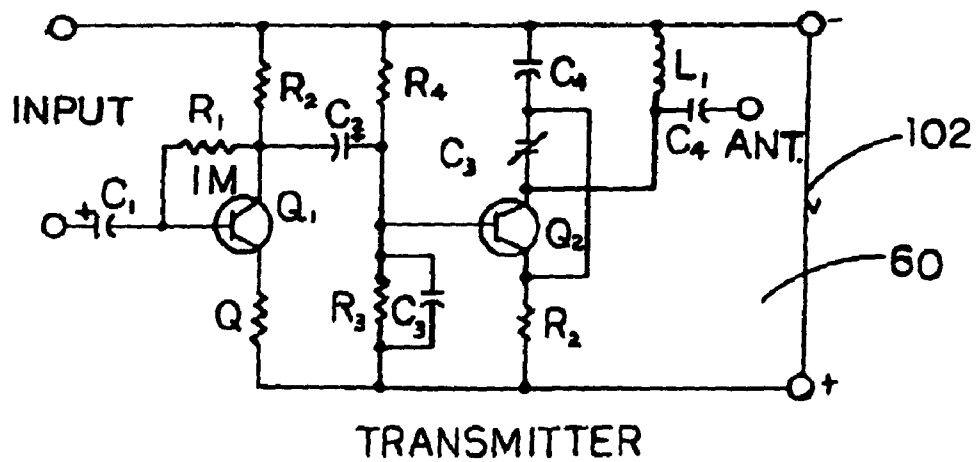 -
INPUT
R1
1M
R2
C2
+
R4
C4
L1
C3
C4 ANT.
102
+
C1
Q1
Q2
60
Q
R3
C3
R2
+
TRANSMITTER